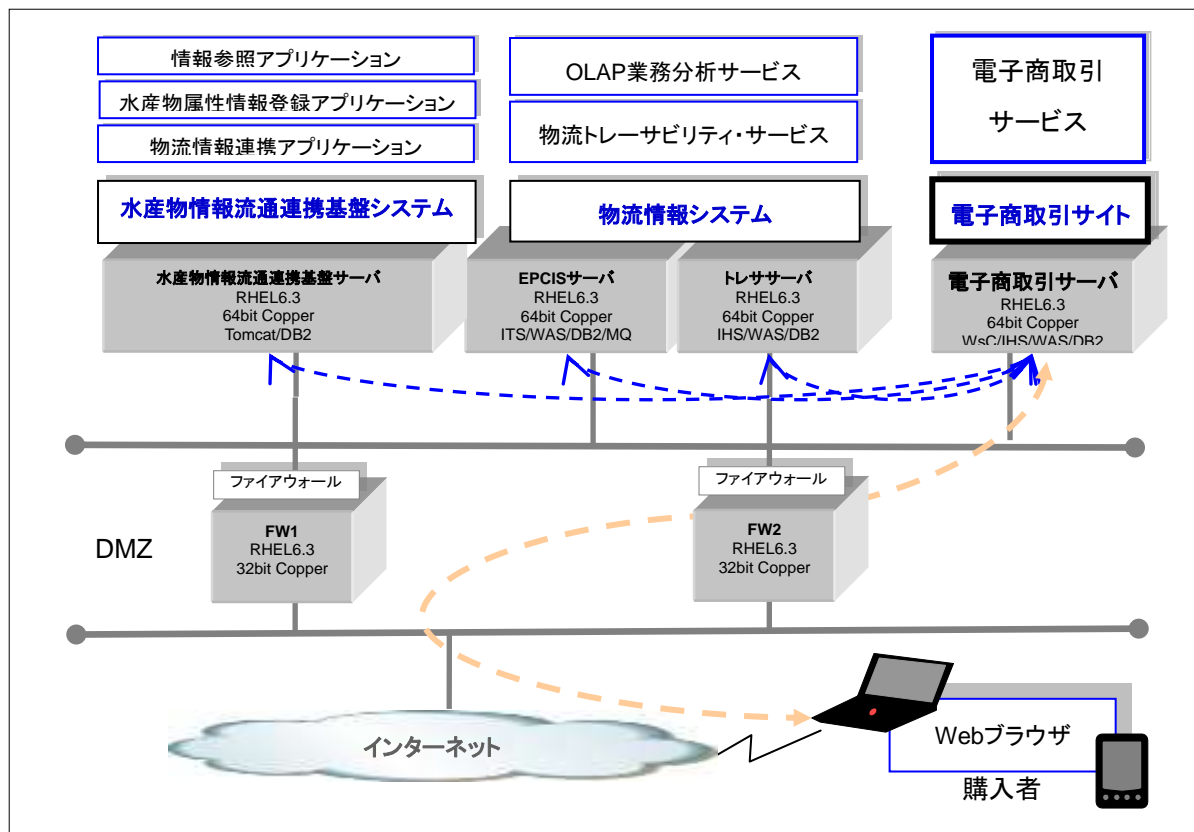 情報参照アプリケーション
水産物属性情報登録アプリケーション
物流情報連携アプリケーション
OLAP業務分析サービス
物流トレーサビリティ・サービス
電子商取引
サービス
水産物情報流通連携基盤システム
物流情報システム
電子商取引サイト
水産物情報流通連携基盤サーバ
RHEL6.3
64bit Copper
Tomcat/DB2
EPCISサーバ
RHEL6.3
64bit Copper
ITS/WAS/DB2/MQ
トレササーバ
RHEL6.3
64bit Copper
IHS/WAS/DB2
電子商取引サーバ
RHEL6.3
64bit Copper
WsC/IHS/WAS/DB2
ファイアウォール
FW1
RHEL6.3
32bit Copper
ファイアウォール
FW2
RHEL6.3
32bit Copper
DMZ
インターネット
Webブラウザ
購入者